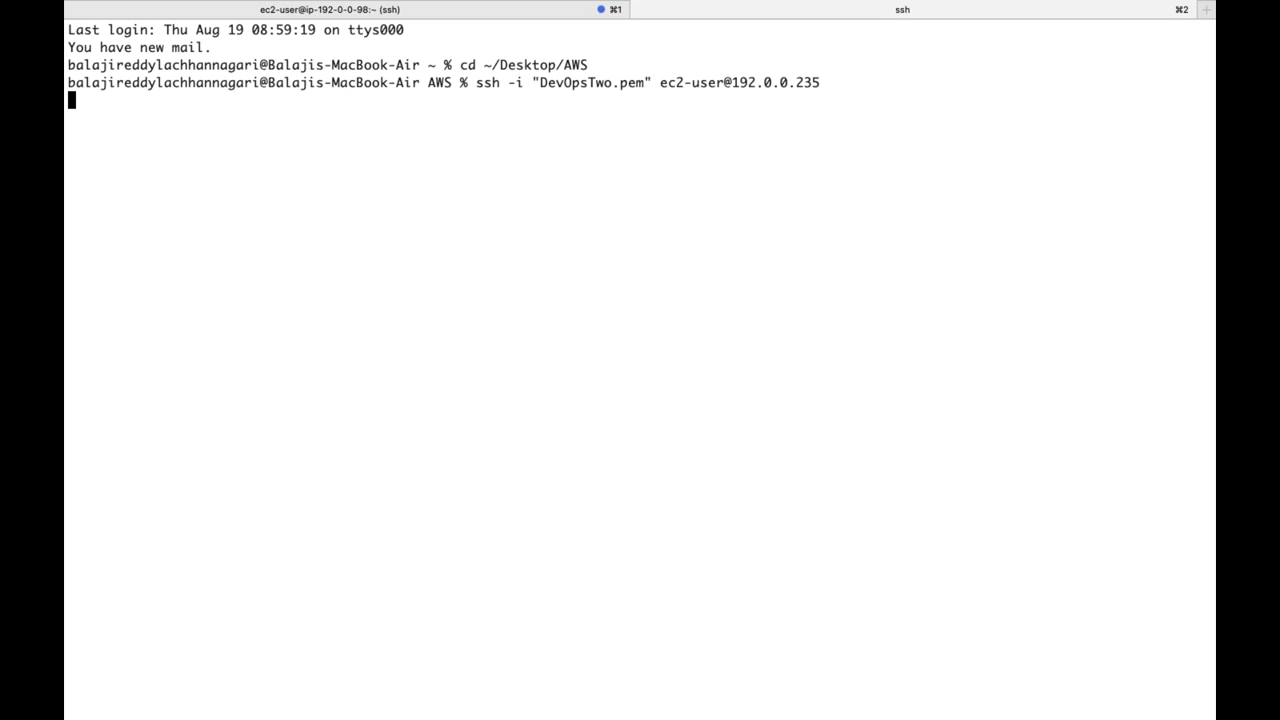 ec2-user@ip-192-0-0-98:~ (ssh) ⌘1 ssh ⌘2 +
Last login: Thu Aug 19 08:59:19 on ttys000
You have new mail.
balajireddylachhannagari@Balajis-MacBook-Air ~ % cd ~/Desktop/AWS
balajireddylachhannagari@Balajis-MacBook-Air AWS % ssh -i "DevOpsTwo.pem" ec2-user@192.0.0.235